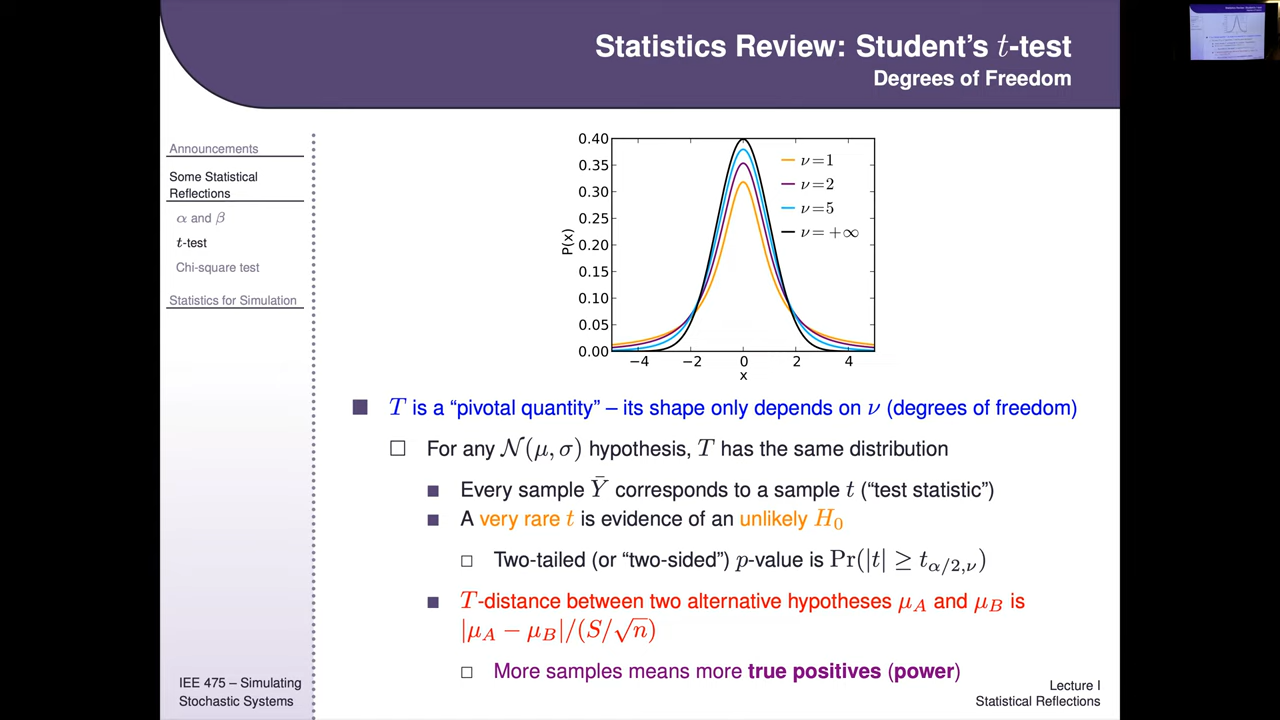 Statistics Review: Student's t-test
Degrees of Freedom
Announcements
Some Statistical
Reflections
α and β
t-test
Chi-square test
Statistics for Simulation
0.40
0.35
0.30
0.25
0.20
0.15
0.10
0.05
0.00
P(x)
−4 −2 0 2 4
x
ν=1
ν=2
ν=5
ν=+∞
T is a “pivotal quantity” – its shape only depends on ν (degrees of freedom)
For any N(μ, σ) hypothesis, T has the same distribution
Every sample Ȳ corresponds to a sample t (“test statistic”)
A very rare t is evidence of an unlikely H₀
Two-tailed (or “two-sided”) p-value is Pr(|t| ≥ t_{α/2,ν})
T-distance between two alternative hypotheses μ_A and μ_B is
|μ_A − μ_B|/(S/√n)
More samples means more true positives (power)
IEE 475 – Simulating
Stochastic Systems
Lecture I
Statistical Reflections